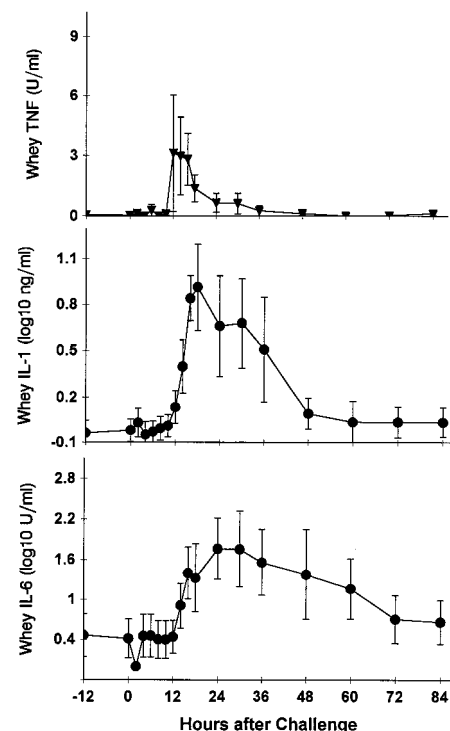 Whey TNF (U/ml)
9
6
3
0
Whey IL-1 (log10 ng/ml)
1.1
0.8
0.5
0.2
-0.1
Whey IL-6 (log10 U/ml)
2.8
2.2
1.6
1
0.4
-12 0 12 24 36 48 60 72 84
Hours after Challenge